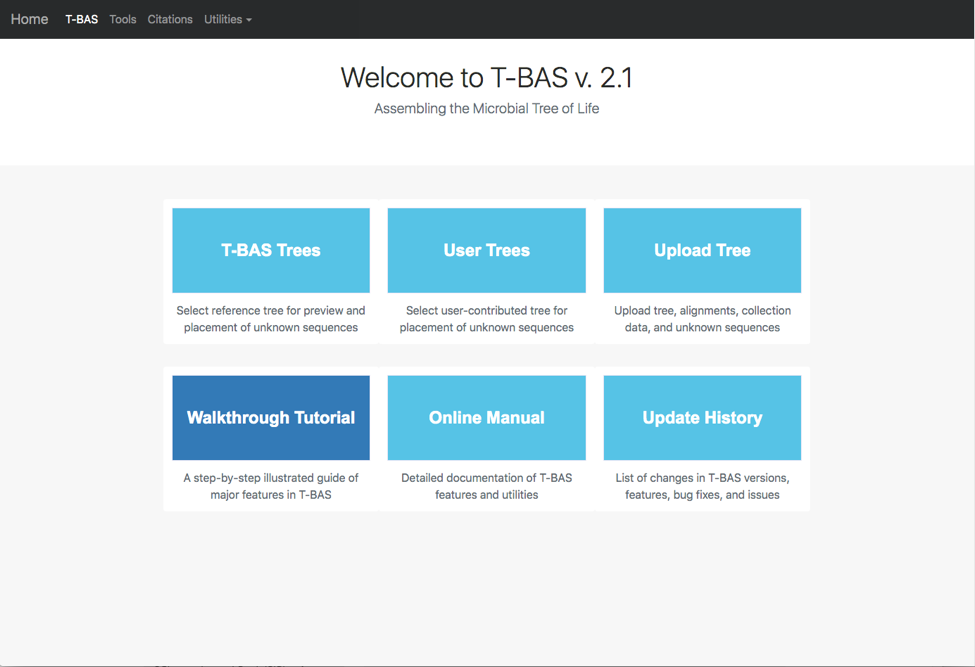 Home T-BAS Tools Citations Utilities
Welcome to T-BAS v. 2.1
Assembling the Microbial Tree of Life
T-BAS Trees
Select reference tree for preview and
placement of unknown sequences
User Trees
Select user-contributed tree for
placement of unknown sequences
Upload Tree
Upload tree, alignments, collection
data, and unknown sequences
Walkthrough Tutorial
A step-by-step illustrated guide of
major features in T-BAS
Online Manual
Detailed documentation of T-BAS
features and utilities
Update History
List of changes in T-BAS versions,
features, bug fixes, and issues